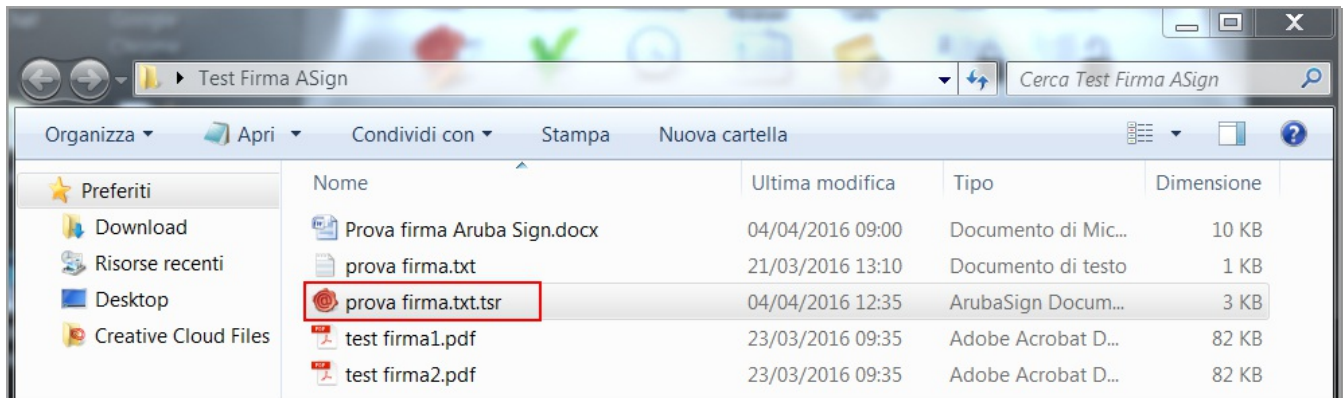 Test Firma ASign
Cerca Test Firma ASign
Organizza Apri Condividi con Stampa Nuova cartella
Preferiti
Download
Risorse recenti
Desktop
Creative Cloud Files
Nome Ultima modifica Tipo Dimensione
Prova firma Aruba Sign.docx 04/04/2016 09:00 Documento di Mic... 10 KB
prova firma.txt 21/03/2016 13:10 Documento di testo 1 KB
prova firma.txt.tsr 04/04/2016 12:35 ArubaSign Docum... 3 KB
test firma1.pdf 23/03/2016 09:35 Adobe Acrobat D... 82 KB
test firma2.pdf 23/03/2016 09:35 Adobe Acrobat D... 82 KB